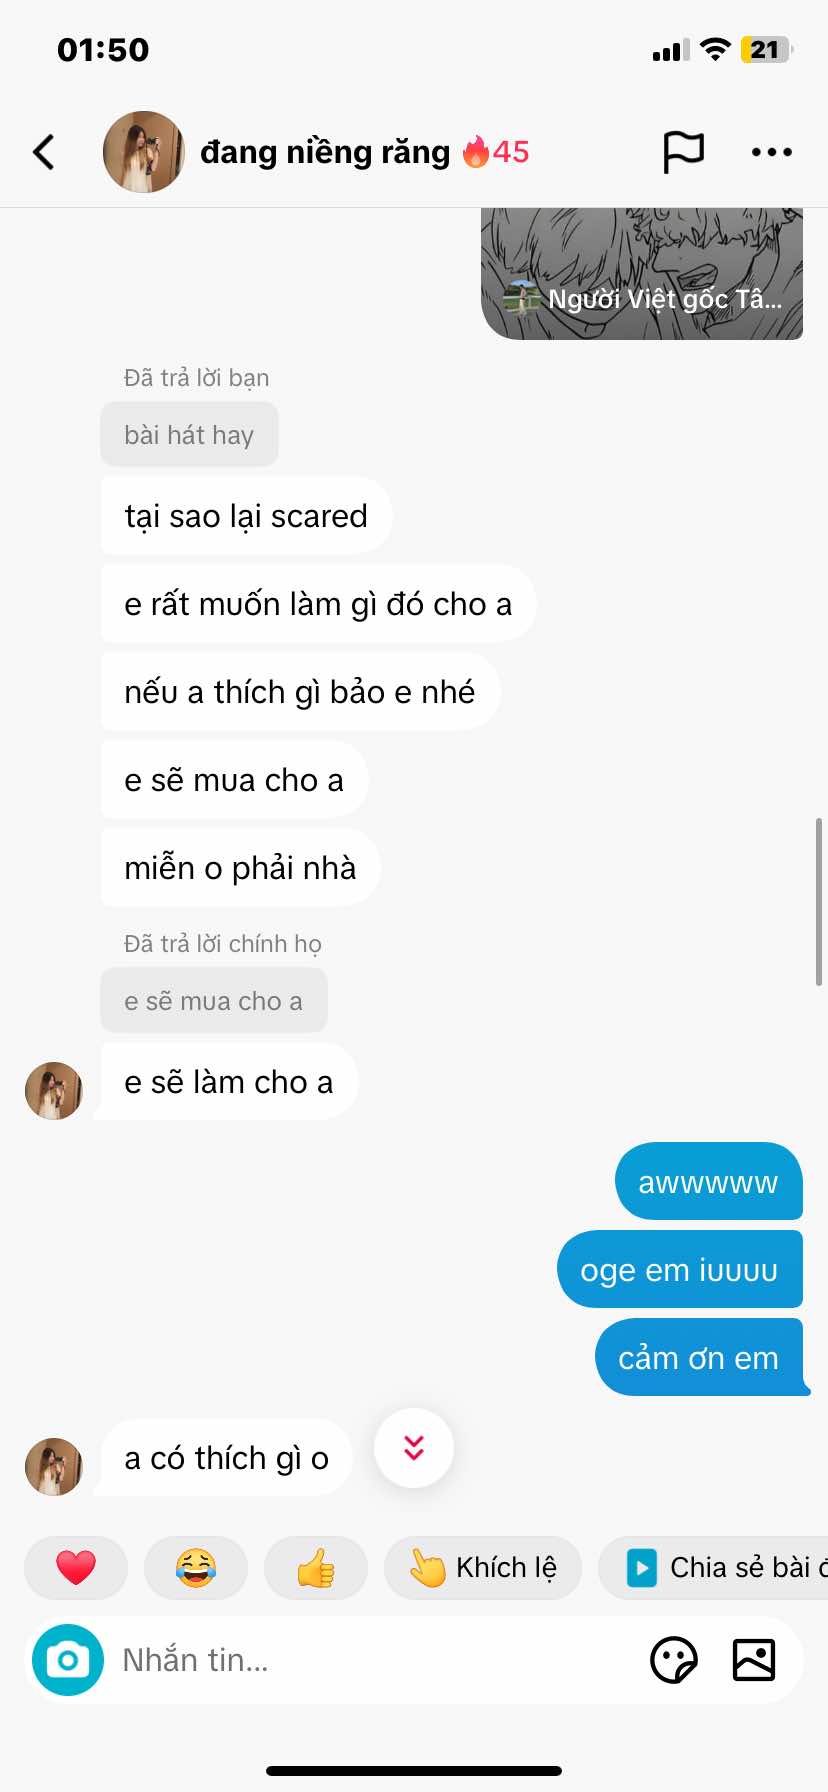 01:50
21
đang niềng răng 🔥45
Người Việt gốc Tâ...
Đã trả lời bạn
bài hát hay
tại sao lại scared
e rất muốn làm gì đó cho a
nếu a thích gì bảo e nhé
e sẽ mua cho a
miễn o phải nhà
Đã trả lời chính họ
e sẽ mua cho a
e sẽ làm cho a
awwwww
oge em iuuuu
cảm ơn em
a có thích gì o
Khích lệ
Chia sẻ bài
Nhắn tin...